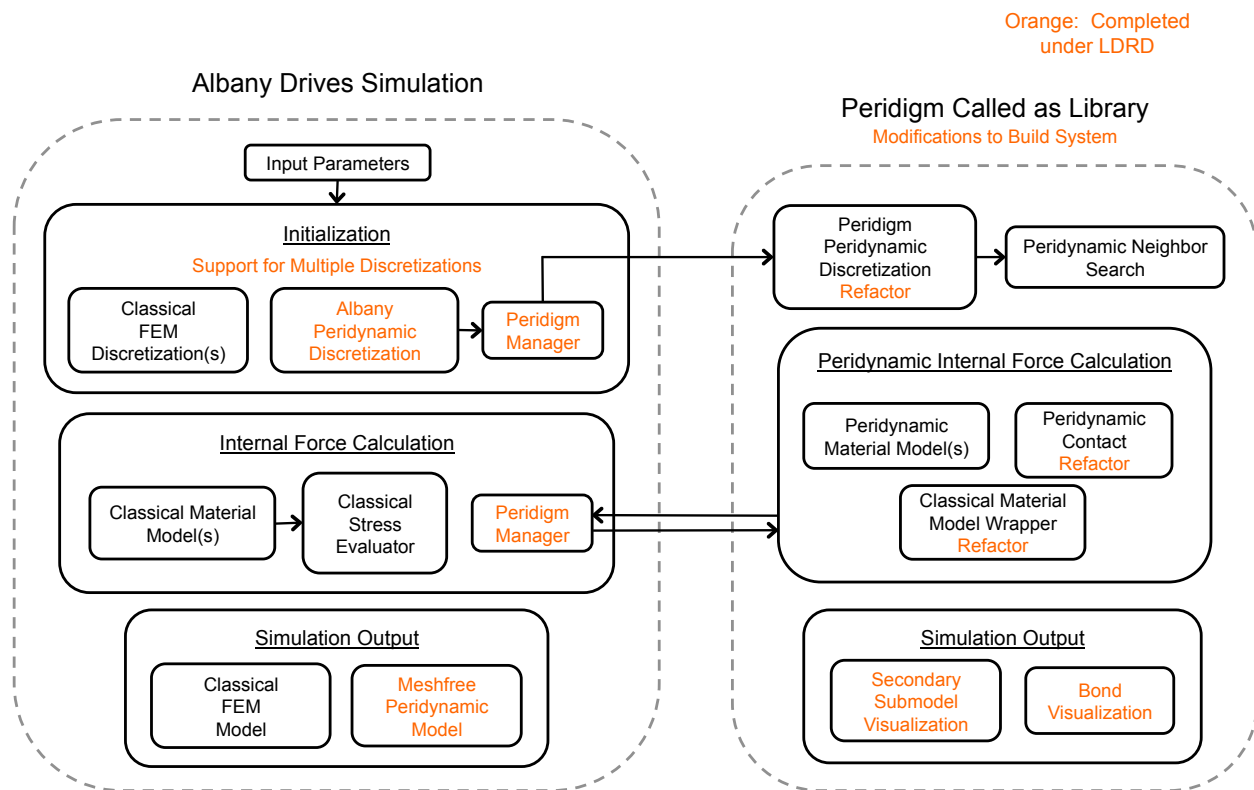 Orange:  Completed
under LDRD
Albany Drives Simulation
Input Parameters
Initialization
Support for Multiple Discretizations
Classical
FEM
Discretization(s)
Albany
Peridynamic
Discretization
Peridigm
Manager
Internal Force Calculation
Classical Material
Model(s)
Classical
Stress
Evaluator
Peridigm
Manager
Simulation Output
Classical
FEM
Model
Meshfree
Peridynamic
Model
Peridigm Called as Library
Modifications to Build System
Peridigm
Peridynamic
Discretization
Refactor
Peridynamic Neighbor
Search
Peridynamic Internal Force Calculation
Peridynamic
Material Model(s)
Peridynamic
Contact
Refactor
Classical Material
Model Wrapper
Refactor
Simulation Output
Secondary
Submodel
Visualization
Bond
Visualization